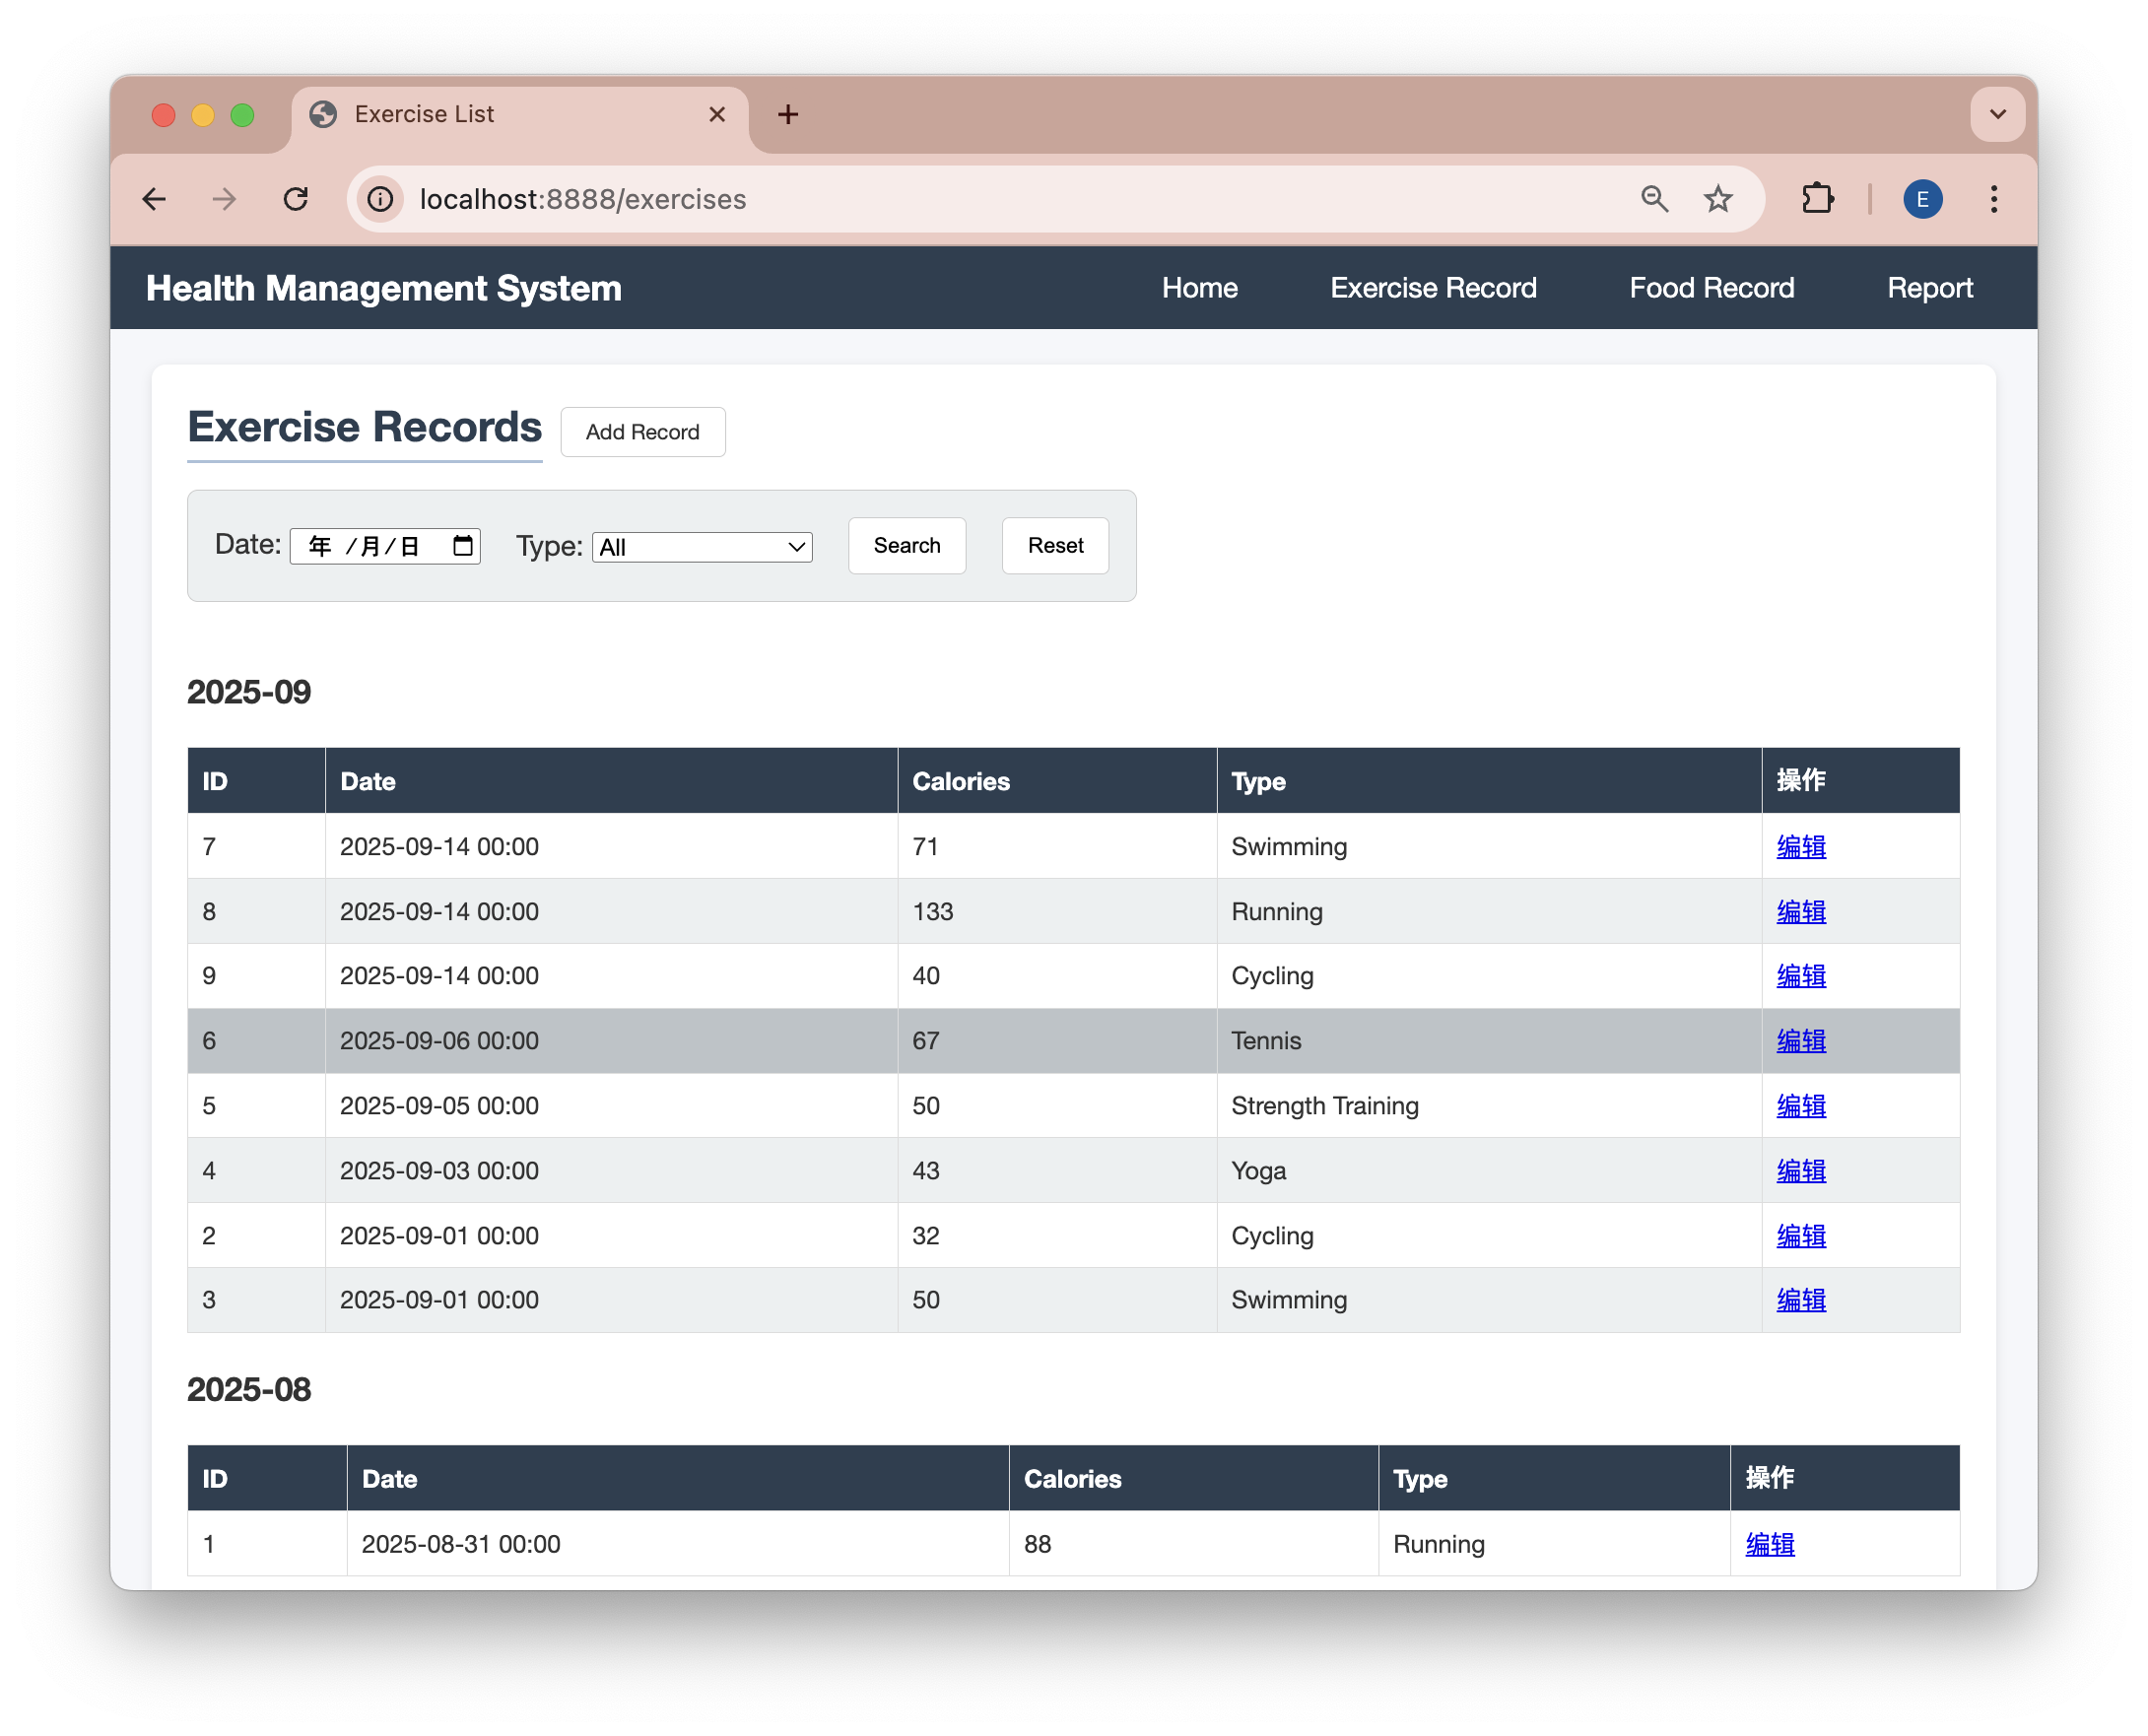 Exercise List
localhost:8888/exercises
E
Health Management System Home Exercise Record Food Record Report
Exercise Records Add Record
Date: 年 /月/日 Type: All Search Reset
2025-09
ID Date Calories Type 操作
7 2025-09-14 00:00 71 Swimming 编辑
8 2025-09-14 00:00 133 Running 编辑
9 2025-09-14 00:00 40 Cycling 编辑
6 2025-09-06 00:00 67 Tennis 编辑
5 2025-09-05 00:00 50 Strength Training 编辑
4 2025-09-03 00:00 43 Yoga 编辑
2 2025-09-01 00:00 32 Cycling 编辑
3 2025-09-01 00:00 50 Swimming 编辑
2025-08
ID Date Calories Type 操作
1 2025-08-31 00:00 88 Running 编辑